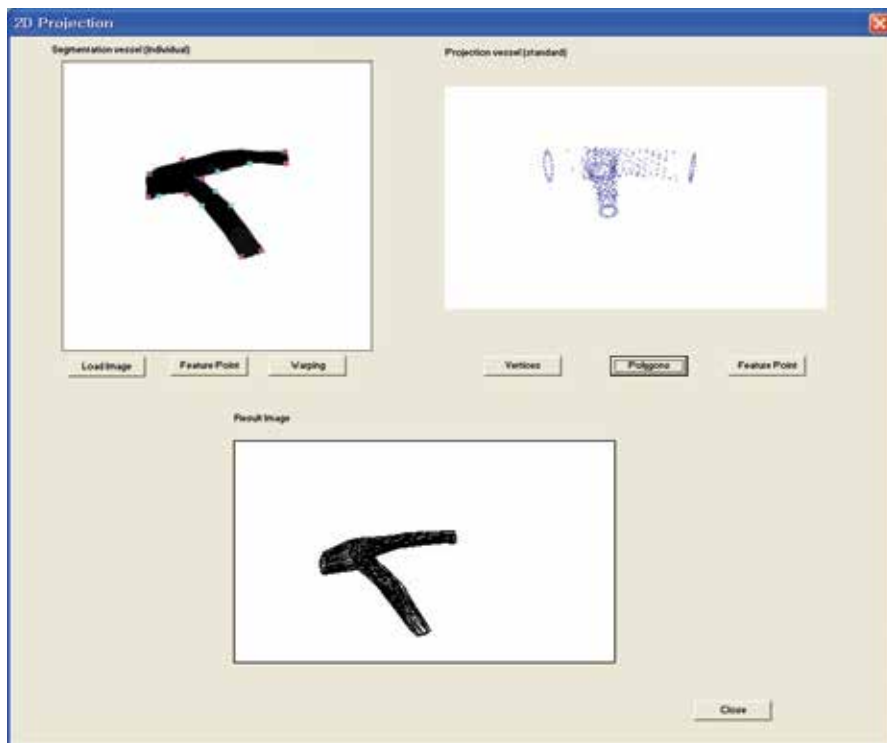 2D Projection
Segmentation vessel (Individual)
Projection vessel (standard)
Load Image
Feature Point
Warping
Vertices
Polygons
Feature Point
Result Image
Close